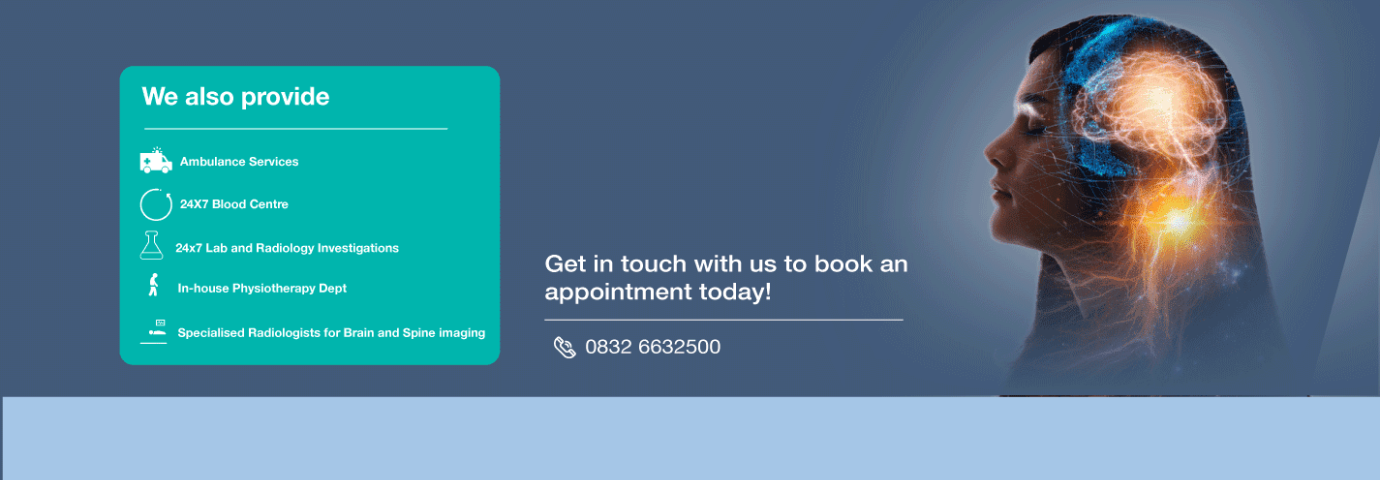 We also provide
Ambulance Services
24X7 Blood Centre
24x7 Lab and Radiology Investigations
In-house Physiotherapy Dept
Specialised Radiologists for Brain and Spine imaging
Get in touch with us to book an
appointment today!
0832 6632500